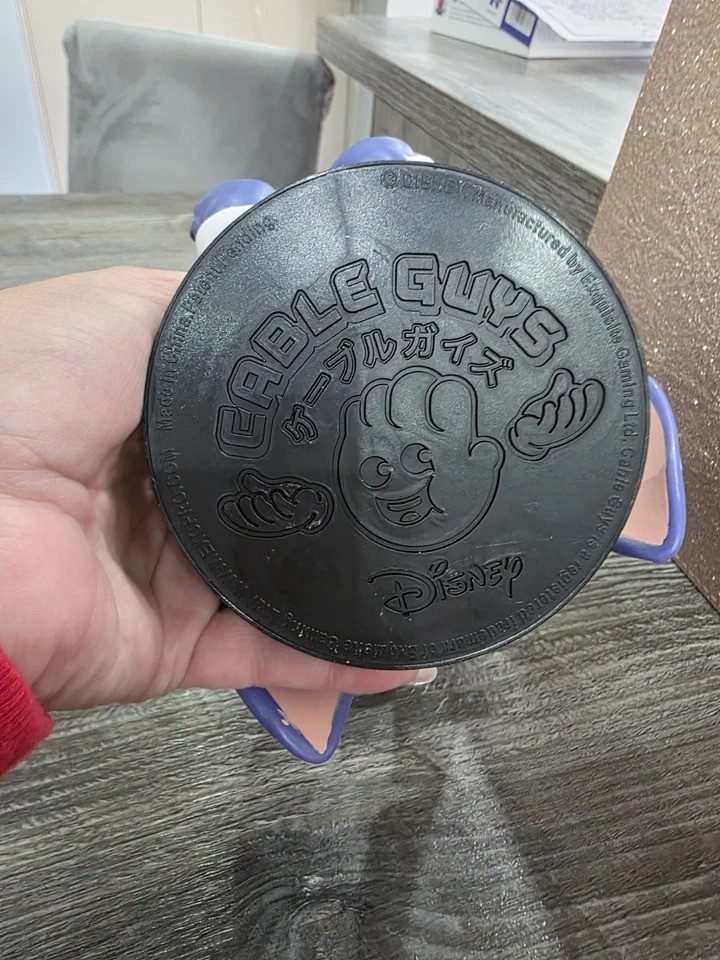 © DISNEY. Manufactured by Exquisite Gaming Ltd. Cable Guys is a registered trademark of Exquisite Gaming Ltd.
Made in China. Patent Pending
CABLE GUYS
ケーブルガイズ
DISNEY